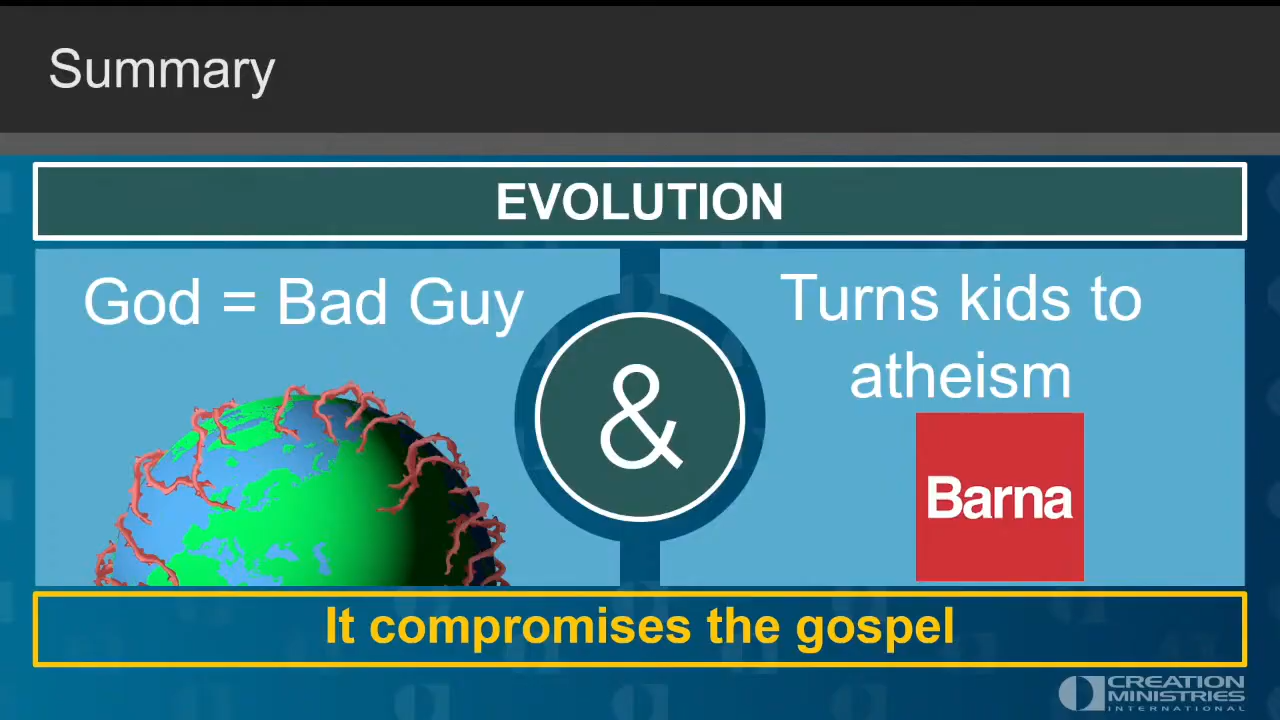 Summary
EVOLUTION
God = Bad Guy
&
Turns kids to
atheism
Barna
It compromises the gospel
CREATION
MINISTRIES
INTERNATIONAL